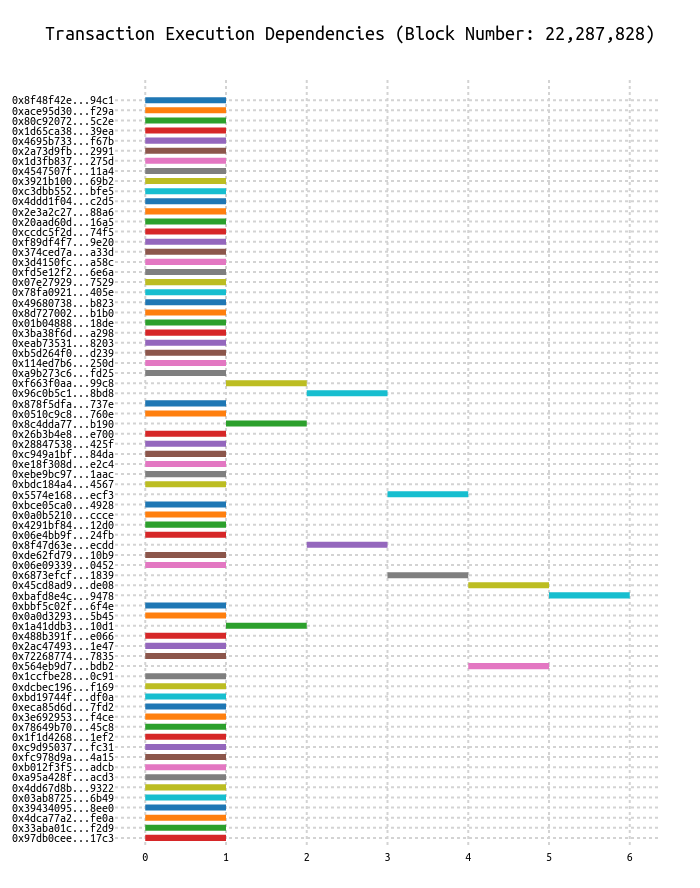 Transaction Execution Dependencies (Block Number: 22,287,828)
0x8f48f42e...94c1
0xace95d30...f29a
0x80c92072...5c2e
0x1d65ca38...39ea
0x4695b733...f67b
0x2a73d9fb...2991
0x1d3fb837...275d
0x4547507f...11a4
0x3921b100...69b2
0xc3dbb552...bfe5
0x4ddd1f04...c2d5
0x2e3a2c27...88a6
0x20aad60d...16a5
0xccdc5f2d...74f5
0xf89df4f7...9e20
0x374ced7a...a33d
0x3d4150fc...a58c
0xfd5e12f2...6e6a
0x07e27929...7529
0x78fa0921...405e
0x49680738...b823
0x8d727002...b1b0
0x01b04888...18de
0x3ba38f6d...a298
0xeab73531...8203
0xb5d264f0...d239
0x114ed7b6...250d
0xa9b273c6...fd25
0xf663f0aa...99c8
0x96c0b5c1...8bd8
0x878f5dfa...737e
0x0510c9c8...760e
0x8c4dda77...b190
0x26b3b4e8...e700
0x28847538...425f
0xc949a1bf...84da
0xe18f308d...e2c4
0xebe9bc97...1aac
0xbdc184a4...4567
0x5574e168...ecf3
0xbce05ca0...4928
0x0a0b5210...ccce
0x4291bf84...12d0
0x06e4bb9f...24fb
0x8f47d63e...ecdd
0xde62fd79...10b9
0x06e09339...0452
0x6873efcf...1839
0x45cd8ad9...de08
0xbafd8e4c...9478
0xbbf5c02f...6f4e
0x0a0d3293...5b45
0x1a41ddb3...10d1
0x488b391f...e066
0x2ac47493...1e47
0x72268774...7835
0x564eb9d7...bdb2
0x1ccfbe28...0c91
0xdcbec196...f169
0xbd19744f...df0a
0xeca85d6d...7fd2
0x3e692953...f4ce
0x78649b70...45c8
0x1f1d4268...1ef2
0xc9d95037...fc31
0xfc978d9a...4a15
0xb012f3f5...adcb
0xa95a428f...acd3
0x4dd67d8b...9322
0x03ab8725...6b49
0x39434095...8ee0
0x4dca77a2...fe0a
0x33aba01c...f2d9
0x97db0cee...17c3
0 1 2 3 4 5 6